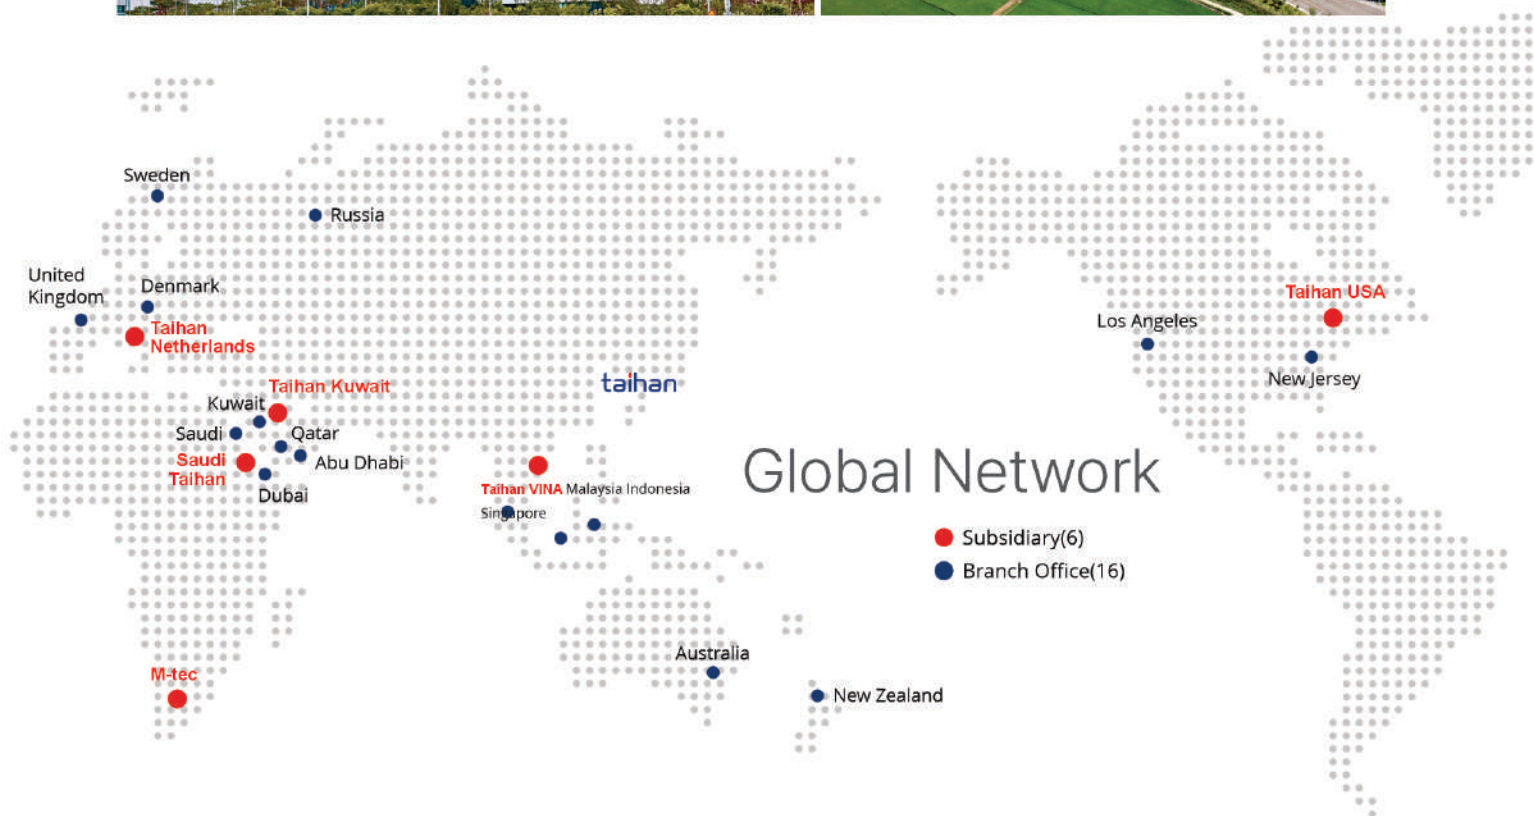 Sweden
Russia
United
Kingdom
Denmark
Taihan
Netherlands
Taihan USA
Los Angeles
New Jersey
taihan
Taihan Kuwait
Kuwait
Saudi
Qatar
Saudi
Taihan
Abu Dhabi
Dubai
Global Network
Taihan VINA Malaysia Indonesia
Singapore
Subsidiary(6)
Branch Office(16)
Australia
M-tec
New Zealand